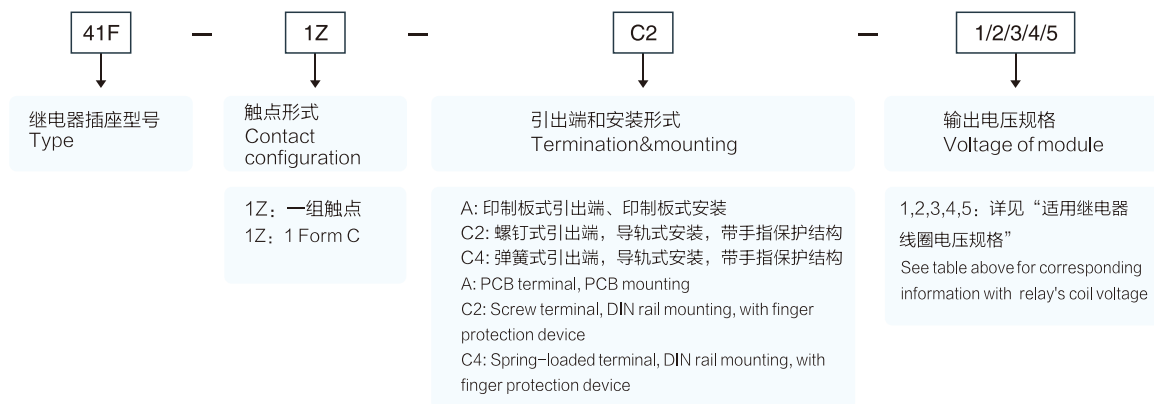 41F — 1Z — C2 — 1/2/3/4/5
继电器插座型号
Type
触点形式
Contact
configuration
引出端和安装形式
Termination&mounting
输出电压规格
Voltage of module
1Z：一组触点
1Z：1 Form C
A: 印制板式引出端、印制板式安装
C2: 螺钉式引出端，导轨式安装，带手指保护结构
C4: 弹簧式引出端，导轨式安装，带手指保护结构
A: PCB terminal, PCB mounting
C2: Screw terminal, DIN rail mounting, with finger
protection device
C4: Spring-loaded terminal, DIN rail mounting, with
finger protection device
1,2,3,4,5：详见“适用继电器
线圈电压规格”
See table above for corresponding
information with relay's coil voltage